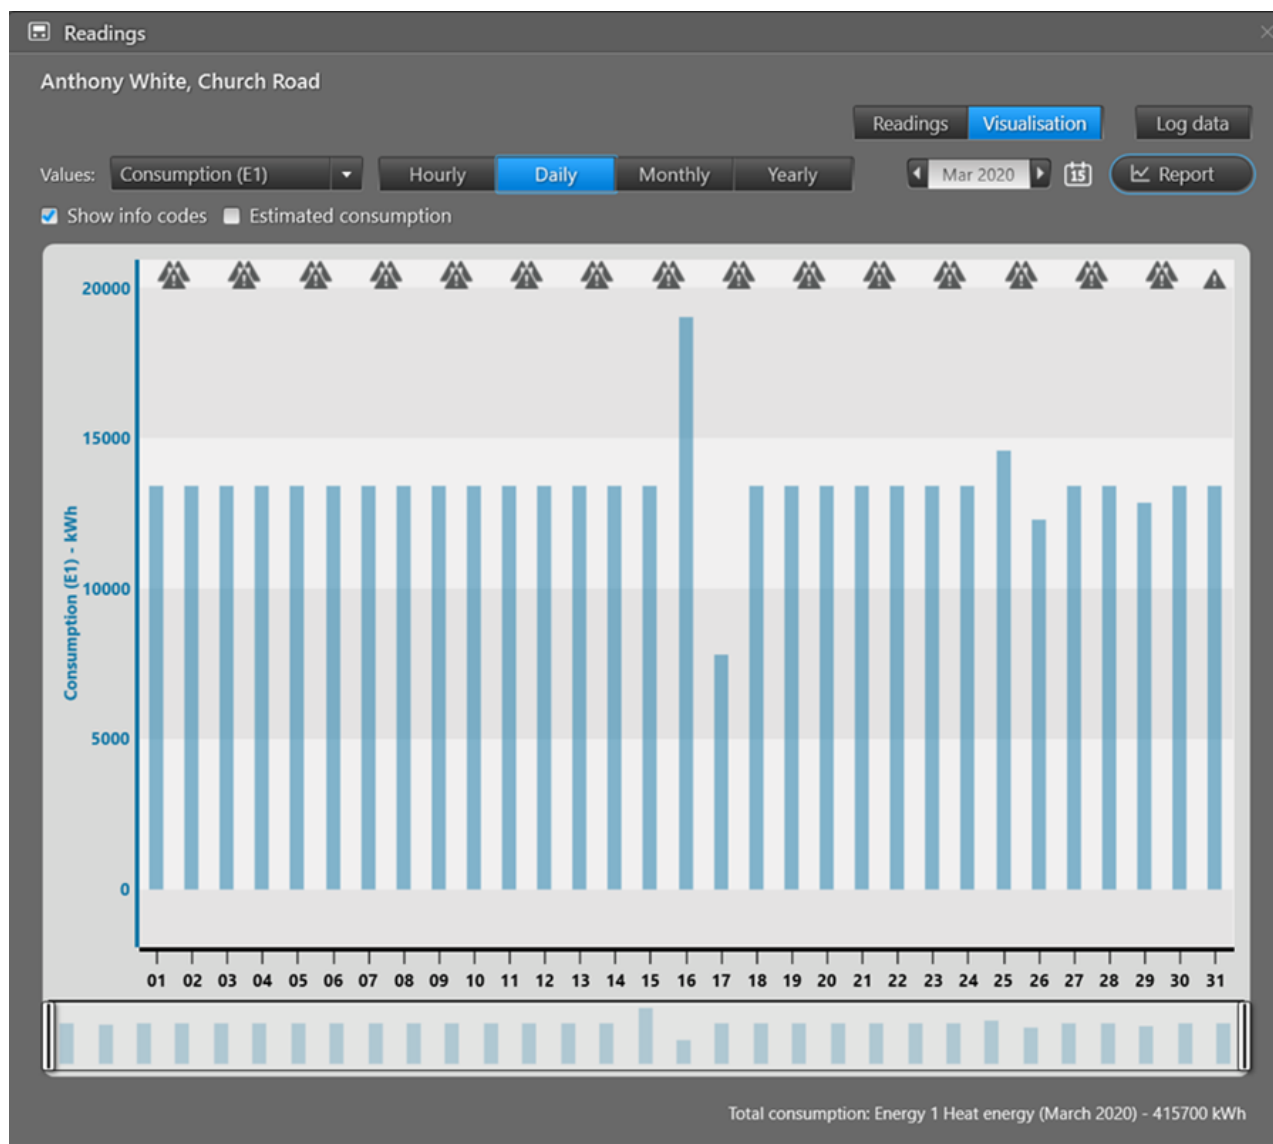 Readings
Anthony White, Church Road
Readings Visualisation Log data
Values: Consumption (E1) Hourly Daily Monthly Yearly Mar 2020 15 Report
Show info codes Estimated consumption
20000
15000
10000
5000
0
Consumption (E1) - kWh
01 02 03 04 05 06 07 08 09 10 11 12 13 14 15 16 17 18 19 20 21 22 23 24 25 26 27 28 29 30 31
Total consumption: Energy 1 Heat energy (March 2020) - 415700 kWh